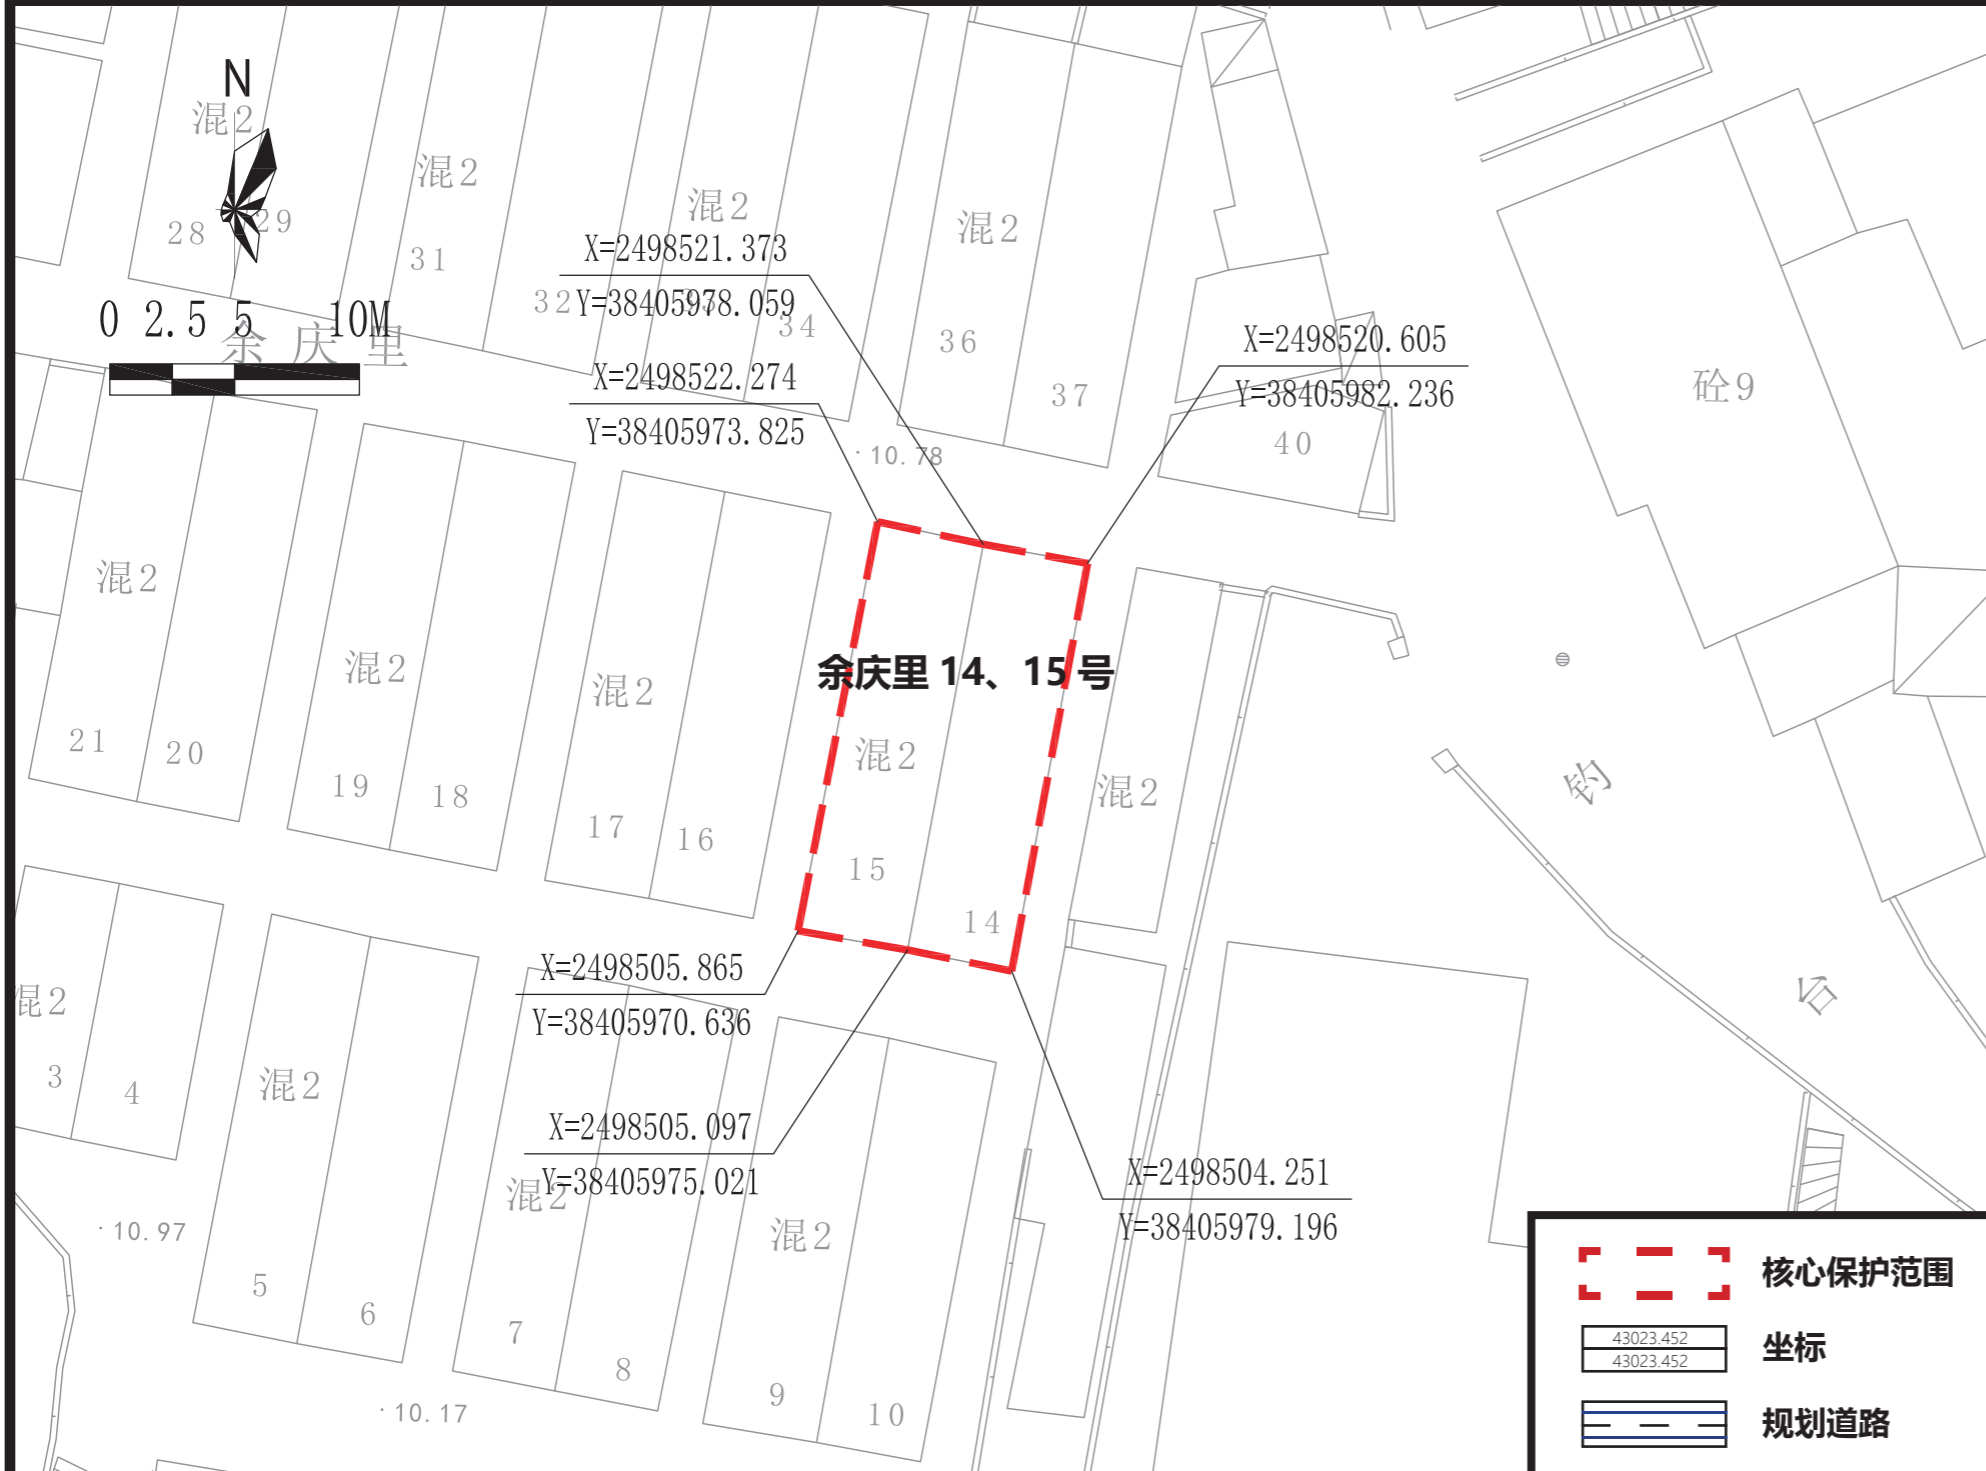 N
混2
28
29
混2
31
混2
32
33
34
混2
36
37
0 2.5 5 10M
余庆里
X=2498521.373
Y=38405978.059
X=2498522.274
Y=38405973.825
X=2498520.605
Y=38405982.236
40
砼9
·10.78
混2
21
20
混2
19
18
混2
17
16
余庆里 14、15 号
混2
15
14
混2
钓
台
X=2498505.865
Y=38405970.636
X=2498505.097
Y=38405975.021
X=2498504.251
Y=38405979.196
混2
3
4
混2
5
6
混2
7
8
混2
9
10
·10.97
·10.17
核心保护范围
43023.452
43023.452
坐标
规划道路